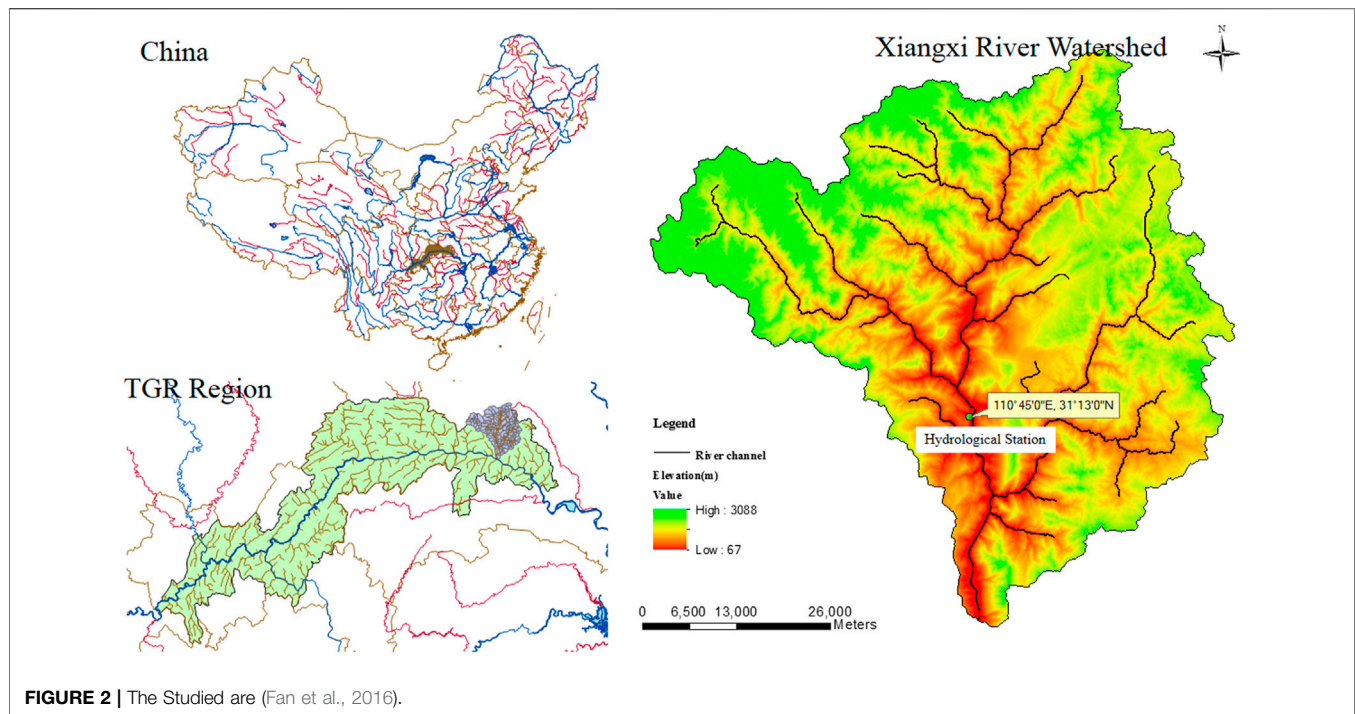 China
Xiangxi River Watershed
N
TGR Region
110°45'0"E, 31°13'0"N
Hydrological Station
Legend
River channel
Elevation(m)
Value
High : 3088
Low : 67
0 6,500 13,000 26,000
Meters
FIGURE 2 | The Studied are (Fan et al., 2016).